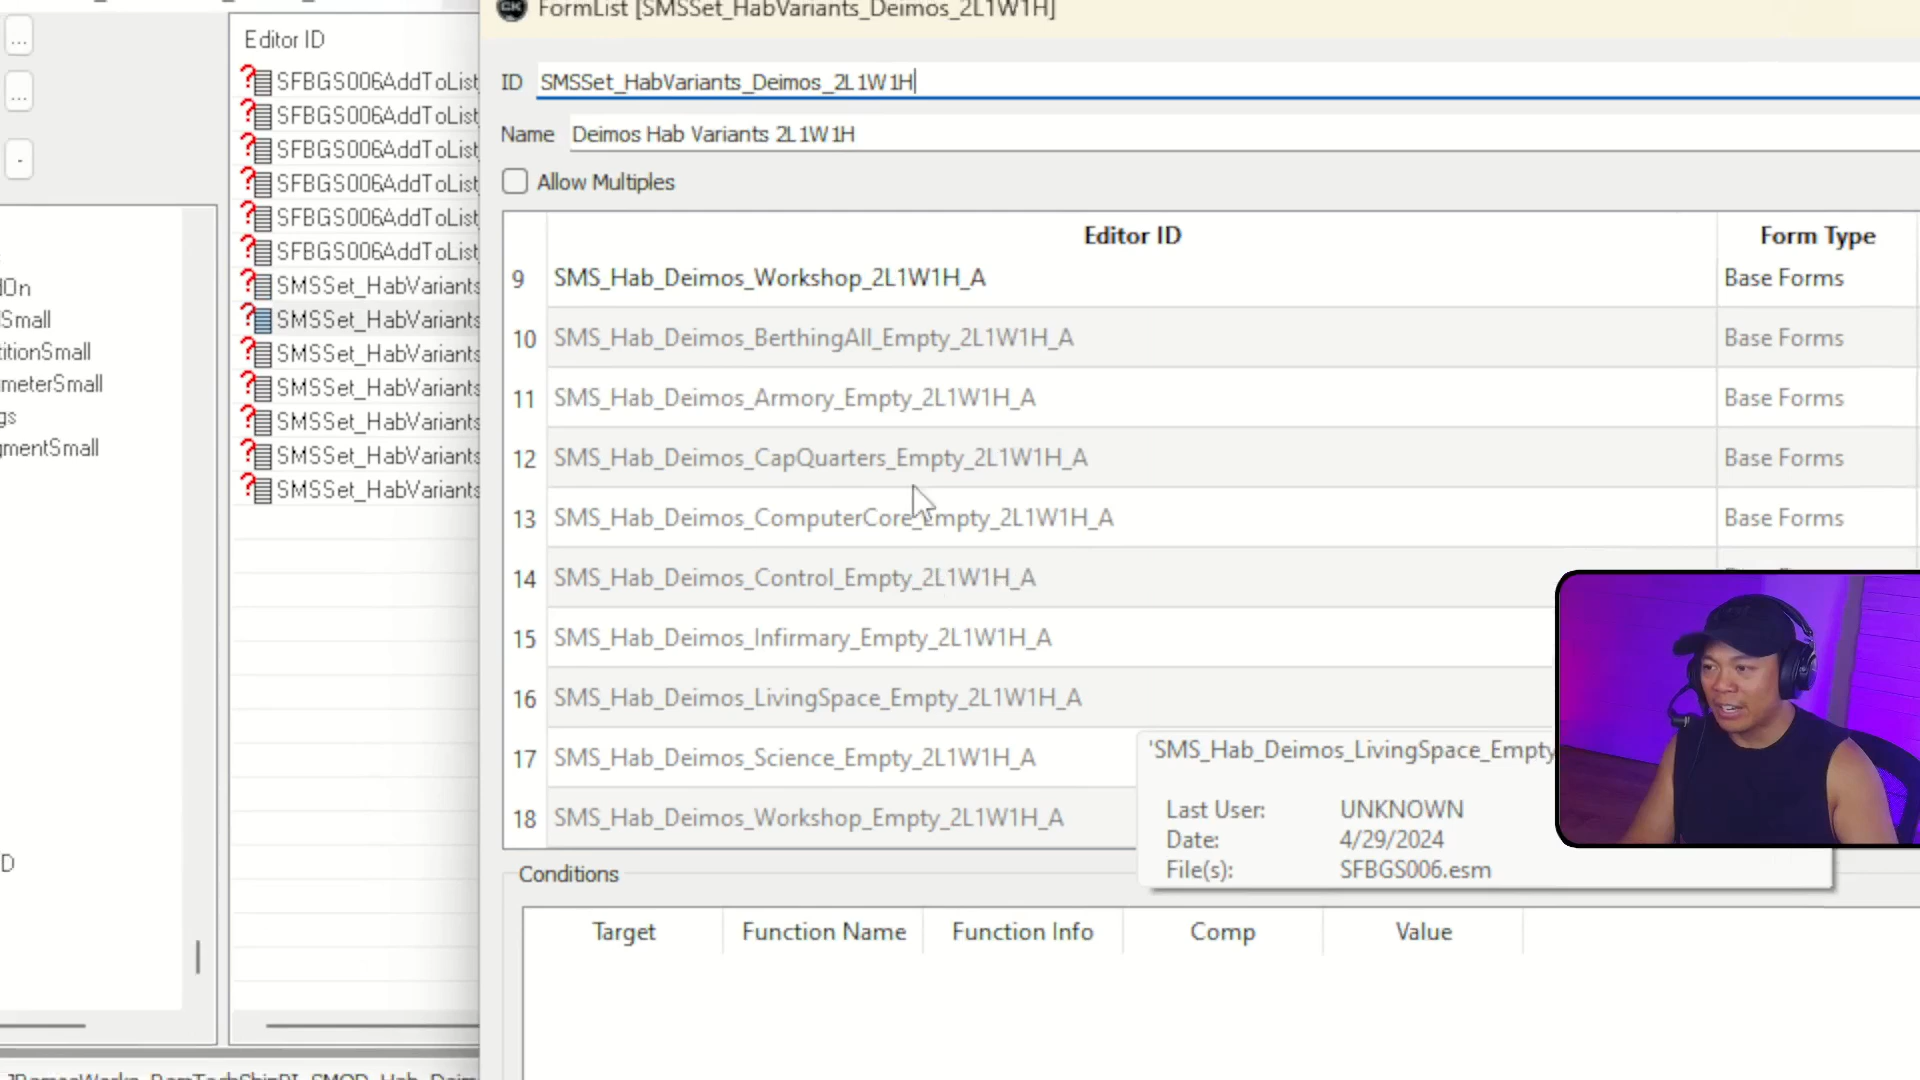 FormList [SMSSet_HabVariants_Deimos_2L1W1H]
Editor ID
...
...
-
SFBGS006AddToList
SFBGS006AddToList
SFBGS006AddToList
SFBGS006AddToList
SFBGS006AddToList
SFBGS006AddToList
SMSSet_HabVariants
SMSSet_HabVariants
SMSSet_HabVariants
SMSSet_HabVariants
SMSSet_HabVariants
SMSSet_HabVariants
SMSSet_HabVariants
ID SMSSet_HabVariants_Deimos_2L1W1H
Name Deimos Hab Variants 2L1W1H
Allow Multiples
Editor ID Form Type
9 SMS_Hab_Deimos_Workshop_2L1W1H_A Base Forms
10 SMS_Hab_Deimos_BerthingAll_Empty_2L1W1H_A Base Forms
11 SMS_Hab_Deimos_Armory_Empty_2L1W1H_A Base Forms
12 SMS_Hab_Deimos_CapQuarters_Empty_2L1W1H_A Base Forms
13 SMS_Hab_Deimos_ComputerCore_Empty_2L1W1H_A Base Forms
14 SMS_Hab_Deimos_Control_Empty_2L1W1H_A
15 SMS_Hab_Deimos_Infirmary_Empty_2L1W1H_A
16 SMS_Hab_Deimos_LivingSpace_Empty_2L1W1H_A
17 SMS_Hab_Deimos_Science_Empty_2L1W1H_A
18 SMS_Hab_Deimos_Workshop_Empty_2L1W1H_A
'SMS_Hab_Deimos_LivingSpace_Empty
Last User: UNKNOWN
Date: 4/29/2024
File(s): SFBGS006.esm
Conditions
Target Function Name Function Info Comp Value
dOn
Small
titionSmall
meterSmall
gs
gmentSmall
D